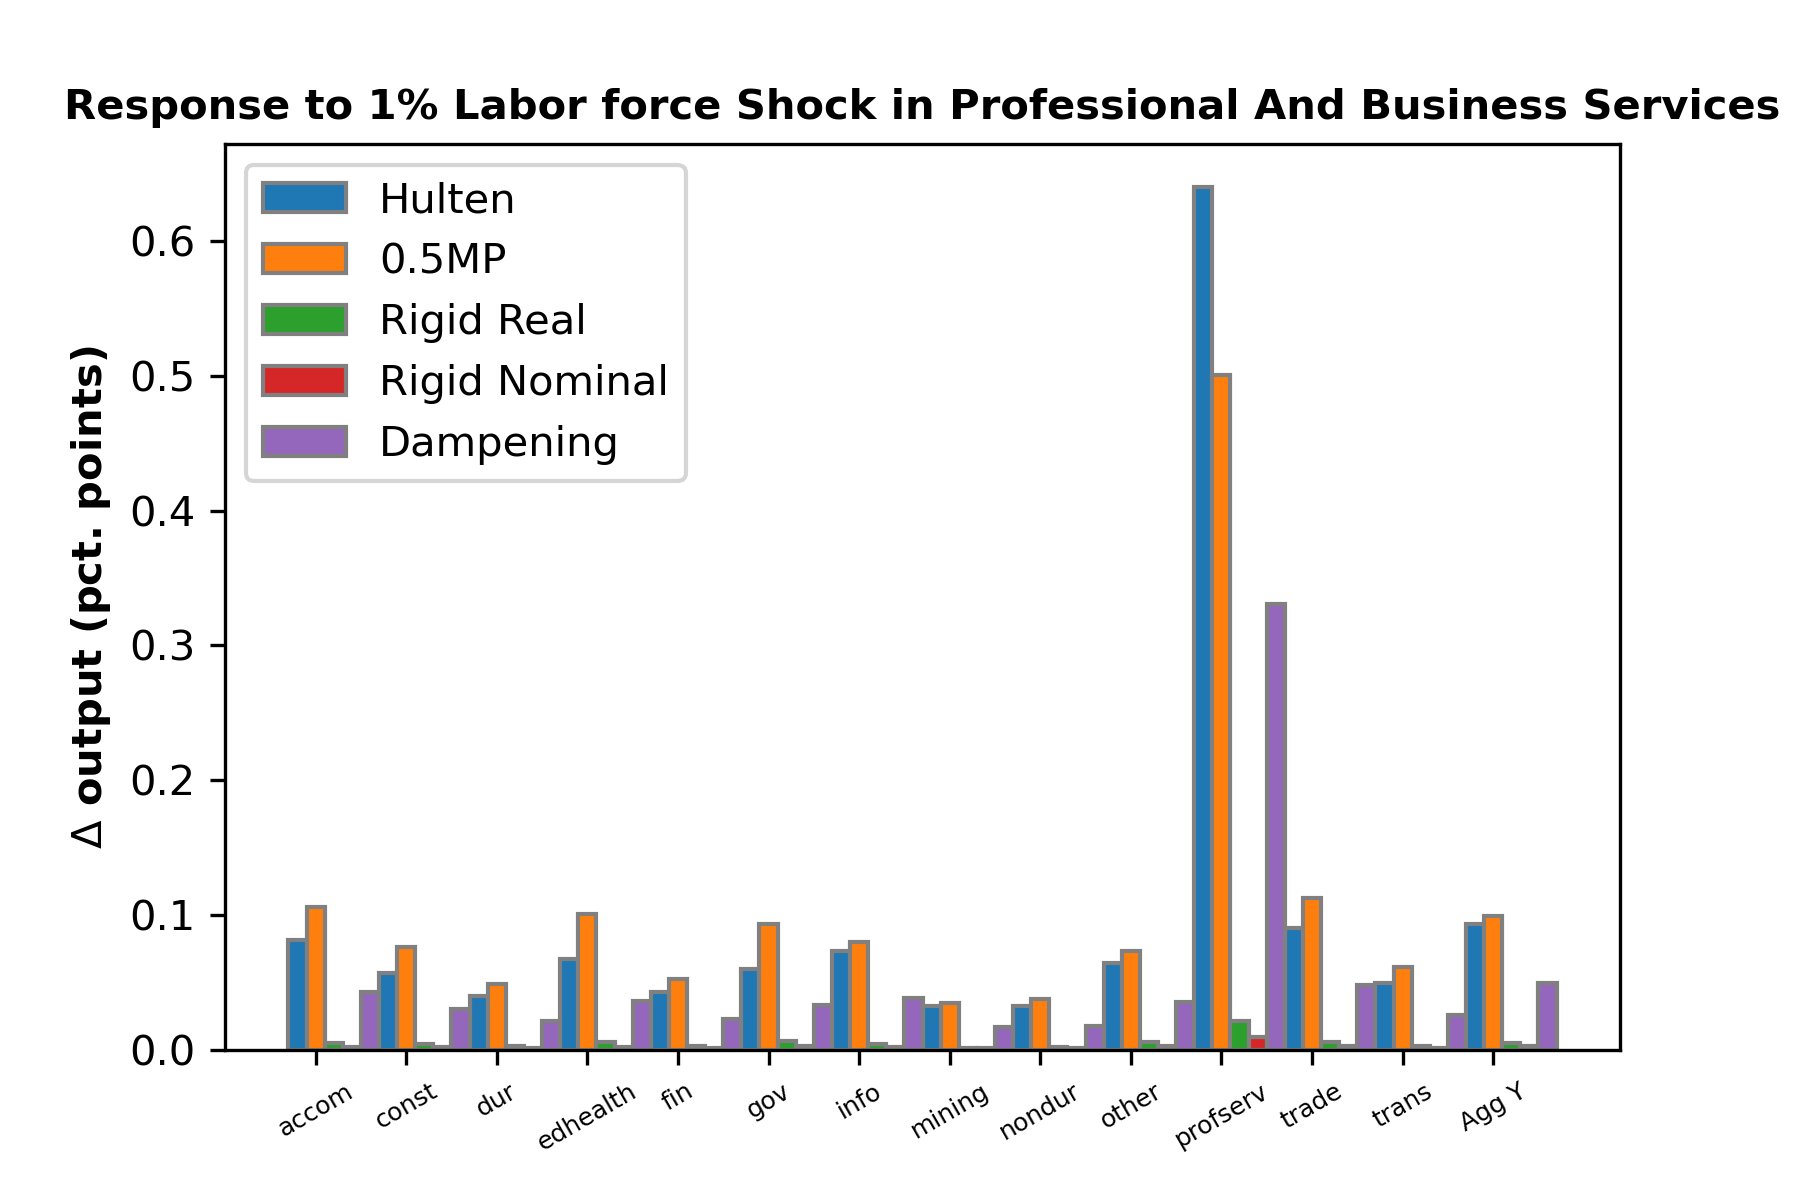 Response to 1% Labor force Shock in Professional And Business Services
Hulten
0.5MP
Rigid Real
Rigid Nominal
Dampening
Δ output (pct. points)
0.6
0.5
0.4
0.3
0.2
0.1
0.0
accom
const
dur
edhealth
fin
gov
info
mining
nondur
other
profserv
trade
trans
Agg Y